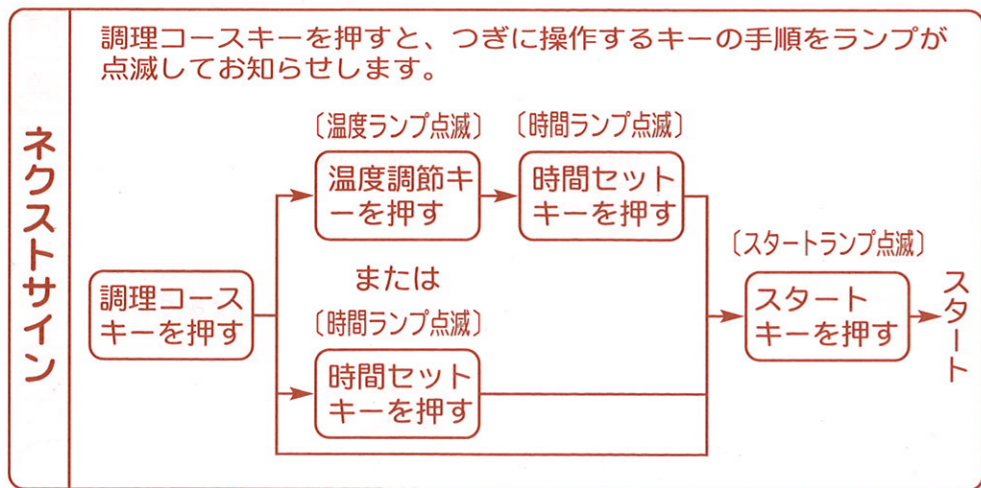 ネクストサイン
調理コースキーを押すと、つぎに操作するキーの手順をランプが
点滅してお知らせします。
〔温度ランプ点滅〕
温度調節キ
ーを押す
〔時間ランプ点滅〕
時間セット
キーを押す
または
調理コース
キーを押す
〔時間ランプ点滅〕
時間セット
キーを押す
〔スタートランプ点滅〕
スタート
キーを押す
スタート